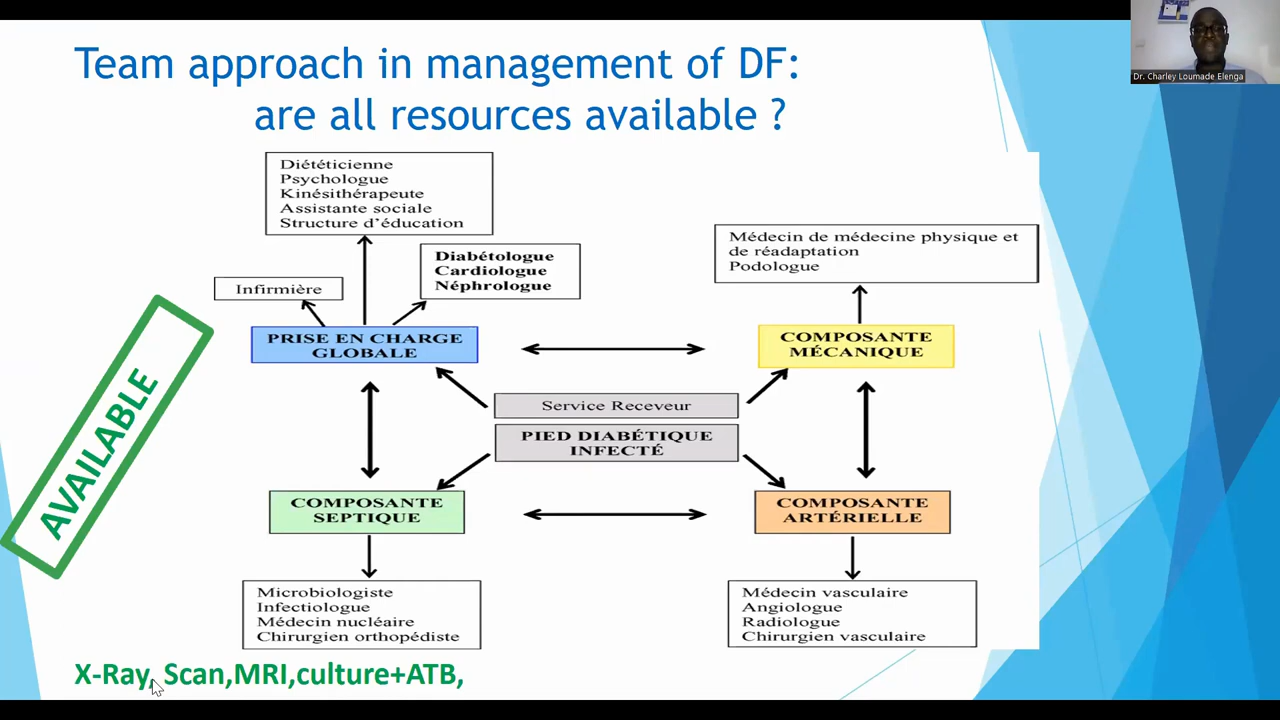 Team approach in management of DF:
are all resources available ?
Dr. Charley Loumade Elenga
Diététicienne
Psychologue
Kinésithérapeute
Assistante sociale
Structure d'éducation
Diabétologue
Cardiologue
Néphrologue
Infirmière
PRISE EN CHARGE
GLOBALE
Médecin de médecine physique et
de réadaptation
Podologue
COMPOSANTE
MÉCANIQUE
Service Receveur
PIED DIABÉTIQUE
INFECTÉ
AVAILABLE
COMPOSANTE
SEPTIQUE
COMPOSANTE
ARTÉRIELLE
Microbiologiste
Infectiologue
Médecin nucléaire
Chirurgien orthopédiste
Médecin vasculaire
Angiologue
Radiologue
Chirurgien vasculaire
X-Ray, Scan,MRI,culture+ATB,